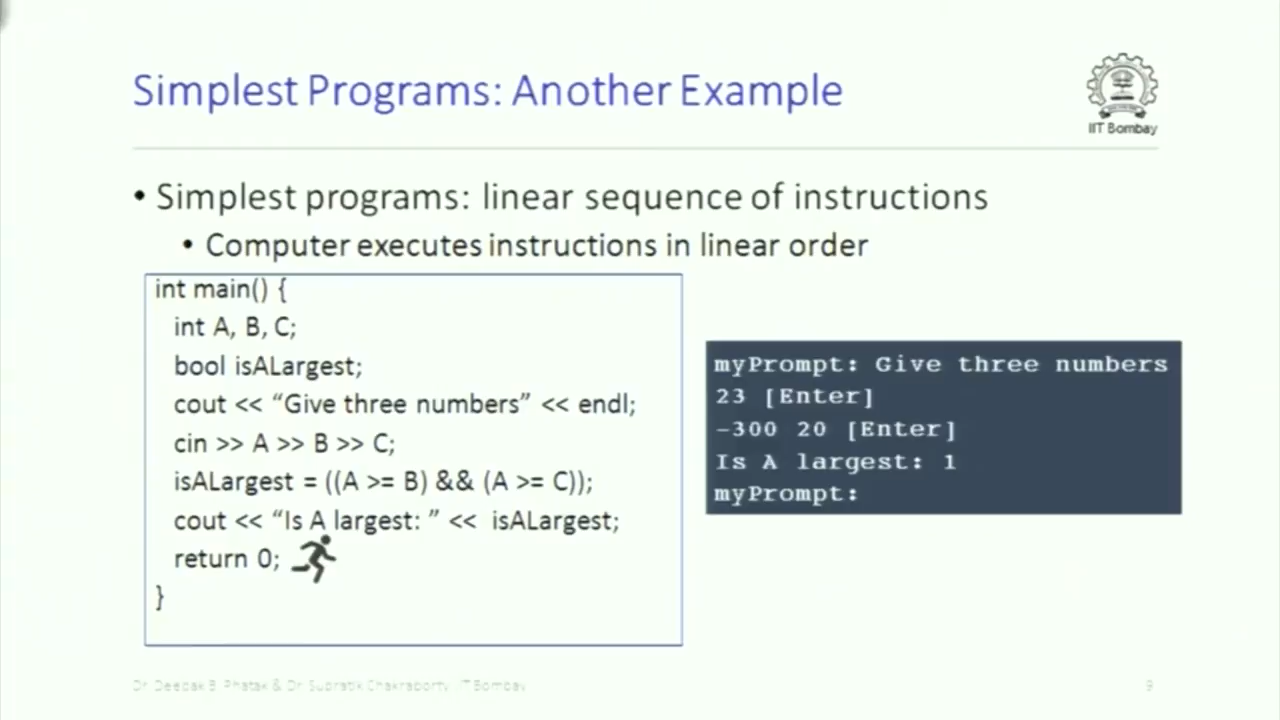 Simplest Programs: Another Example
IIT Bombay
• Simplest programs: linear sequence of instructions
• Computer executes instructions in linear order
int main() {
int A, B, C;
bool isALargest;
cout << “Give three numbers” << endl;
cin >> A >> B >> C;
isALargest = ((A >= B) && (A >= C));
cout << “Is A largest: ” << isALargest;
return 0;
}
myPrompt: Give three numbers
23 [Enter]
-300 20 [Enter]
Is A largest: 1
myPrompt:
Dr. Deepak B. Phatak & Dr. Supratik Chakraborty, IIT Bombay
9